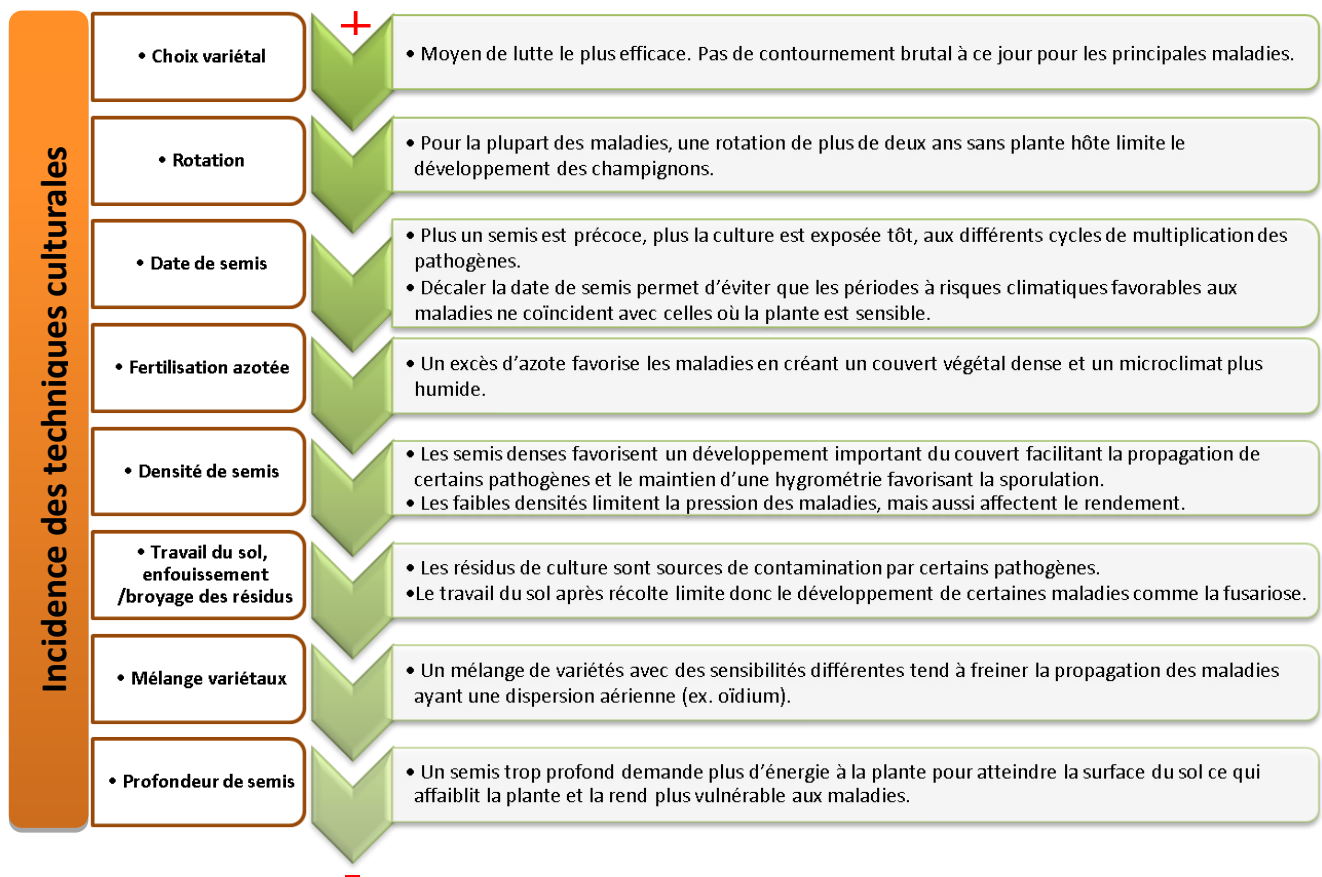 Incidence des techniques culturales
+
• Choix variétal
• Moyen de lutte le plus efficace. Pas de contournement brutal à ce jour pour les principales maladies.
• Rotation
• Pour la plupart des maladies, une rotation de plus de deux ans sans plante hôte limite le
développement des champignons.
• Date de semis
• Plus un semis est précoce, plus la culture est exposée tôt, aux différents cycles de multiplication des
pathogènes.
• Décaler la date de semis permet d'éviter que les périodes à risques climatiques favorables aux
maladies ne coïncident avec celles où la plante est sensible.
• Fertilisation azotée
• Un excès d'azote favorise les maladies en créant un couvert végétal dense et un microclimat plus
humide.
• Densité de semis
• Les semis denses favorisent un développement important du couvert facilitant la propagation de
certains pathogènes et le maintien d'une hygrométrie favorisant la sporulation.
• Les faibles densités limitent la pression des maladies, mais aussi affectent le rendement.
• Travail du sol,
enfouissement
/broyage des résidus
• Les résidus de culture sont sources de contamination par certains pathogènes.
•Le travail du sol après récolte limite donc le développement de certaines maladies comme la fusariose.
• Mélange variétaux
• Un mélange de variétés avec des sensibilités différentes tend à freiner la propagation des maladies
ayant une dispersion aérienne (ex. oïdium).
• Profondeur de semis
• Un semis trop profond demande plus d'énergie à la plante pour atteindre la surface du sol ce qui
affaiblit la plante et la rend plus vulnérable aux maladies.
–